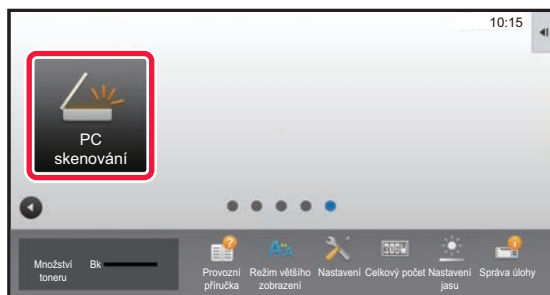 10:15
PC
skenování
Množství
toneru
Bk
Provozní
příručka
Režim většího
zobrazení
Nastavení
Celkový počet
Nastavení
jasu
Správa úlohy